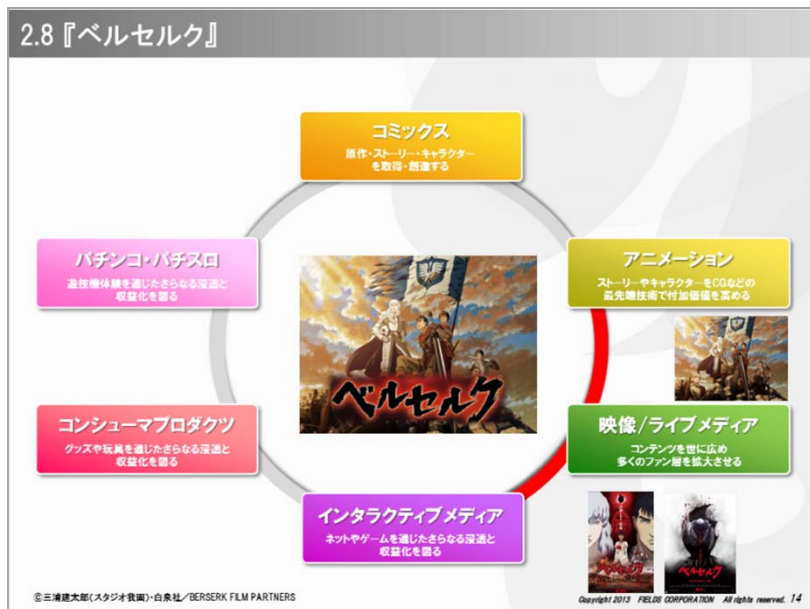 2.8『ベルセルク』
コミックス
原作・ストーリー・キャラクター
を取得・創造する
パチンコ・パチスロ
遊技機体験を通じたさらなる浸透と
収益化を図る
アニメーション
ストーリーやキャラクターをCGなどの
最先端技術で付加価値を高める
ベルセルク
コンシューマプロダクツ
グッズや玩具を通じたさらなる浸透と
収益化を図る
映像/ライブメディア
コンテンツを世に広め
多くのファン層を拡大させる
インタラクティブメディア
ネットやゲームを通じたさらなる浸透と
収益化を図る
ベルセルク
ベルセルク
©三浦建太郎(スタジオ我画)・白泉社/BERSERK FILM PARTNERS
Copyright 2013 FIELDS CORPORATION All rights reserved. 14